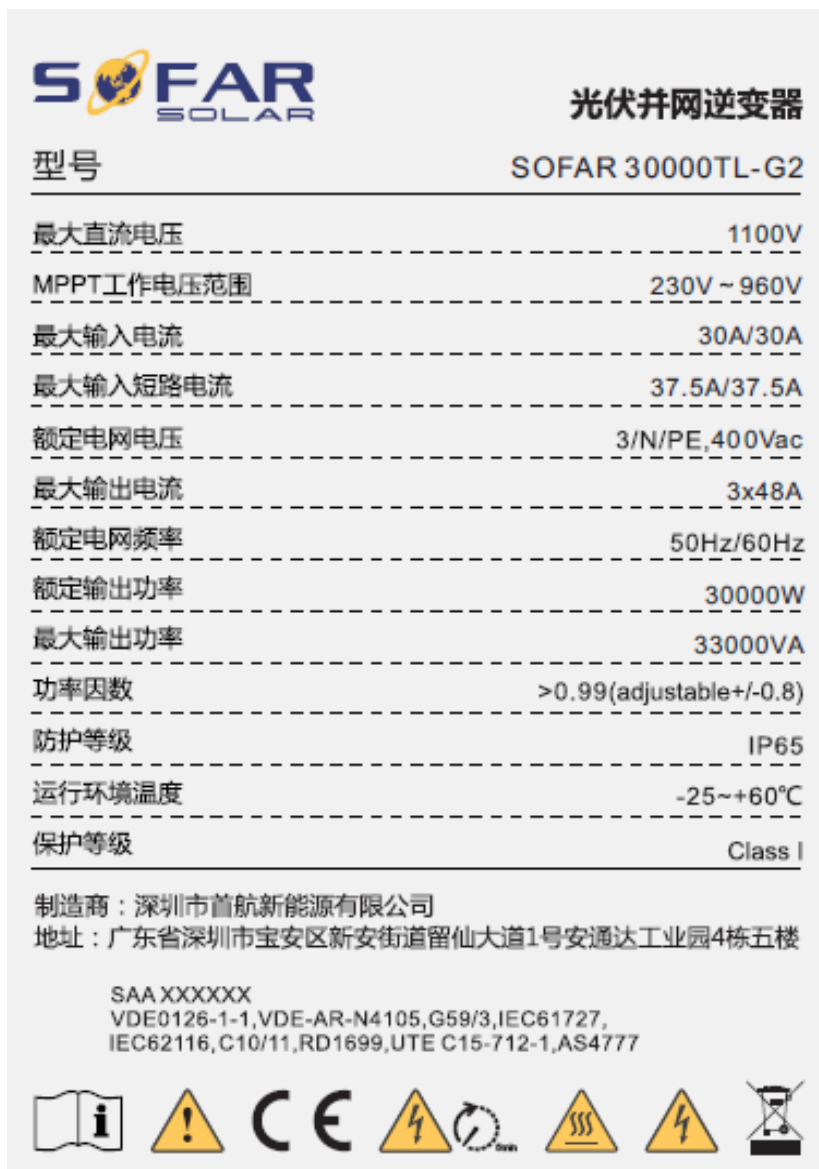 SOFAR
SOLAR
光伏并网逆变器
型号 SOFAR 30000TL-G2
最大直流电压 1100V
MPPT工作电压范围 230V~960V
最大输入电流 30A/30A
最大输入短路电流 37.5A/37.5A
额定电网电压 3/N/PE,400Vac
最大输出电流 3x48A
额定电网频率 50Hz/60Hz
额定输出功率 30000W
最大输出功率 33000VA
功率因数 >0.99(adjustable+/-0.8)
防护等级 IP65
运行环境温度 -25~+60℃
保护等级 Class I
制造商：深圳市首航新能源有限公司
地址：广东省深圳市宝安区新安街道留仙大道1号安通达工业园4栋五楼
SAA XXXXXX
VDE0126-1-1,VDE-AR-N4105,G59/3,IEC61727,
IEC62116,C10/11,RD1699,UTE C15-712-1,AS4777
CE